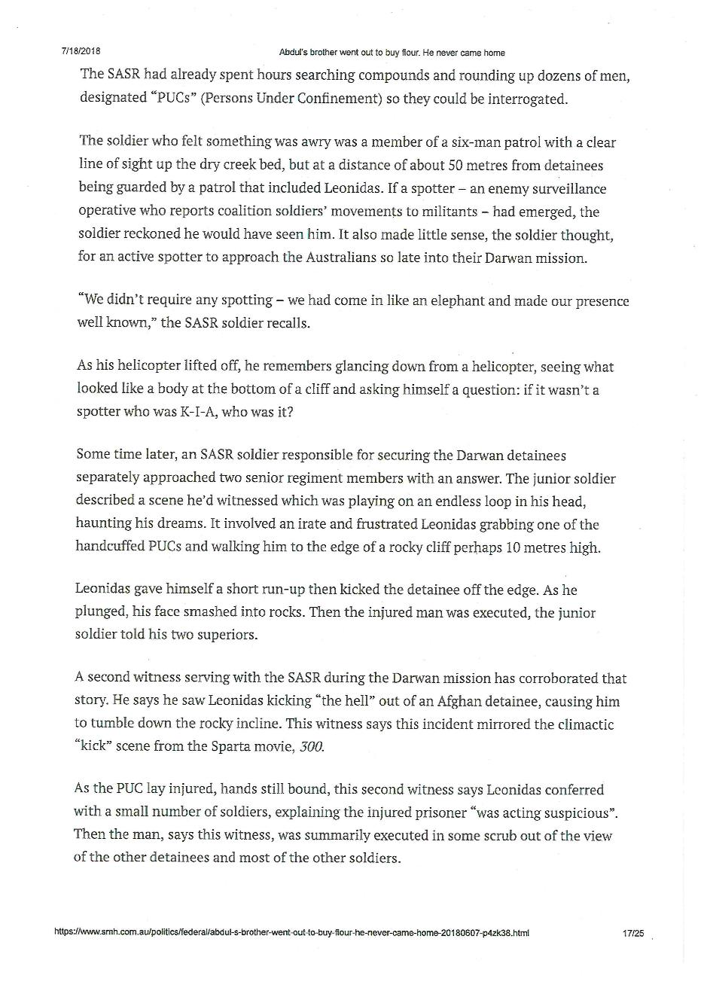 7/18/2018
Abdul's brother went out to buy flour. He never came home
The SASR had already spent hours searching compounds and rounding up dozens of men,
designated “PUCs” (Persons Under Confinement) so they could be interrogated.
The soldier who felt something was awry was a member of a six-man patrol with a clear
line of sight up the dry creek bed, but at a distance of about 50 metres from detainees
being guarded by a patrol that included Leonidas. If a spotter – an enemy surveillance
operative who reports coalition soldiers’ movements to militants – had emerged, the
soldier reckoned he would have seen him. It also made little sense, the soldier thought,
for an active spotter to approach the Australians so late into their Darwan mission.
“We didn’t require any spotting – we had come in like an elephant and made our presence
well known,” the SASR soldier recalls.
As his helicopter lifted off, he remembers glancing down from a helicopter, seeing what
looked like a body at the bottom of a cliff and asking himself a question: if it wasn’t a
spotter who was K-I-A, who was it?
Some time later, an SASR soldier responsible for securing the Darwan detainees
separately approached two senior regiment members with an answer. The junior soldier
described a scene he’d witnessed which was playing on an endless loop in his head,
haunting his dreams. It involved an irate and frustrated Leonidas grabbing one of the
handcuffed PUCs and walking him to the edge of a rocky cliff perhaps 10 metres high.
Leonidas gave himself a short run-up then kicked the detainee off the edge. As he
plunged, his face smashed into rocks. Then the injured man was executed, the junior
soldier told his two superiors.
A second witness serving with the SASR during the Darwan mission has corroborated that
story. He says he saw Leonidas kicking “the hell” out of an Afghan detainee, causing him
to tumble down the rocky incline. This witness says this incident mirrored the climactic
“kick” scene from the Sparta movie, 300.
As the PUC lay injured, hands still bound, this second witness says Leonidas conferred
with a small number of soldiers, explaining the injured prisoner “was acting suspicious”.
Then the man, says this witness, was summarily executed in some scrub out of the view
of the other detainees and most of the other soldiers.
https://www.smh.com.au/politics/federal/abdul-s-brother-went-out-to-buy-flour-he-never-came-home-20180607-p4zk38.html
17/25